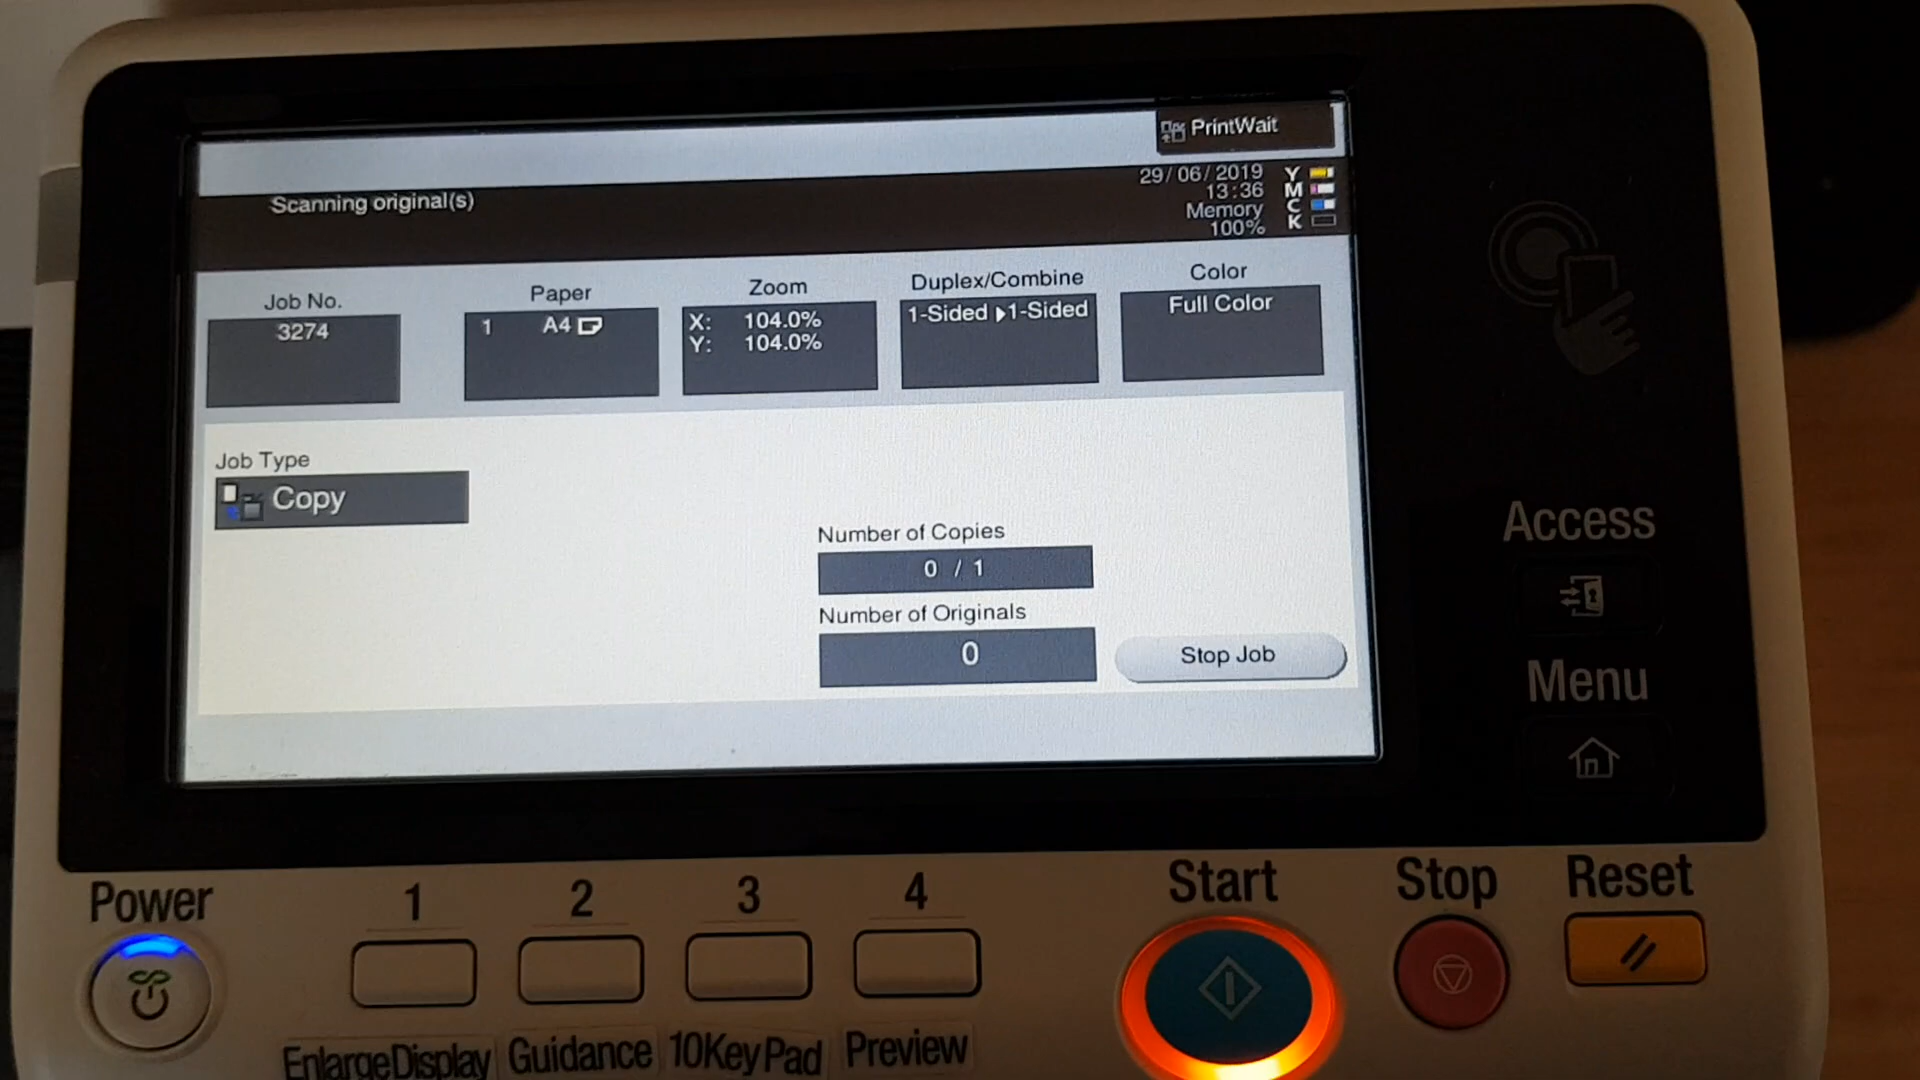 PrintWait
Scanning original(s)
29/06/2019
13:36
Memory
100%
Y
M
C
K
Job No.
3274
Paper
1 A4
Zoom
X: 104.0%
Y: 104.0%
Duplex/Combine
1-Sided ▶ 1-Sided
Color
Full Color
Job Type
Copy
Number of Copies
0 / 1
Number of Originals
0
Stop Job
Access
Menu
Power
1
2
3
4
Start
Stop
Reset
EnlargeDisplay
Guidance
10KeyPad
Preview